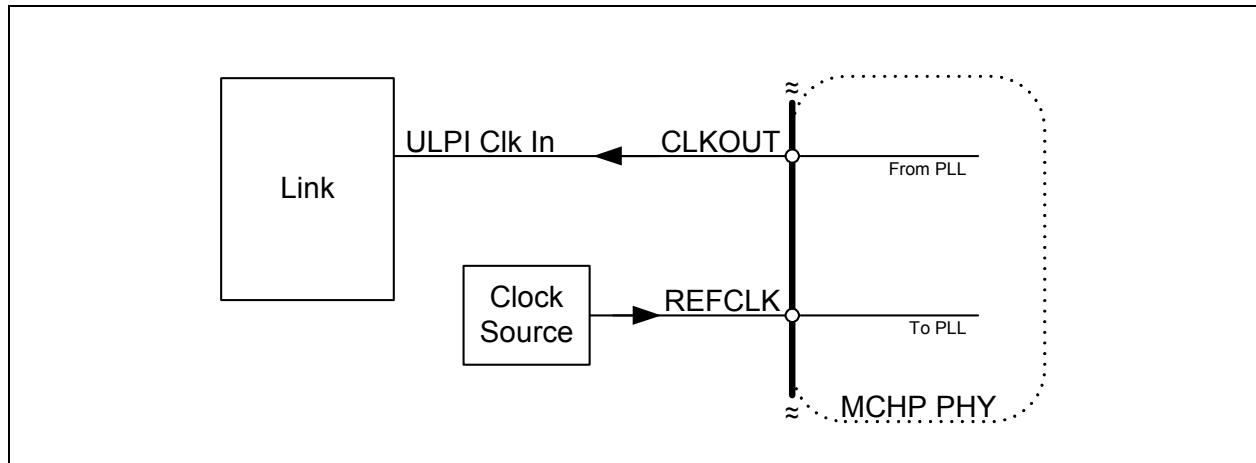 ULPI Clk In
CLKOUT
From PLL
Link
Clock
Source
REFCLK
To PLL
MCHP PHY